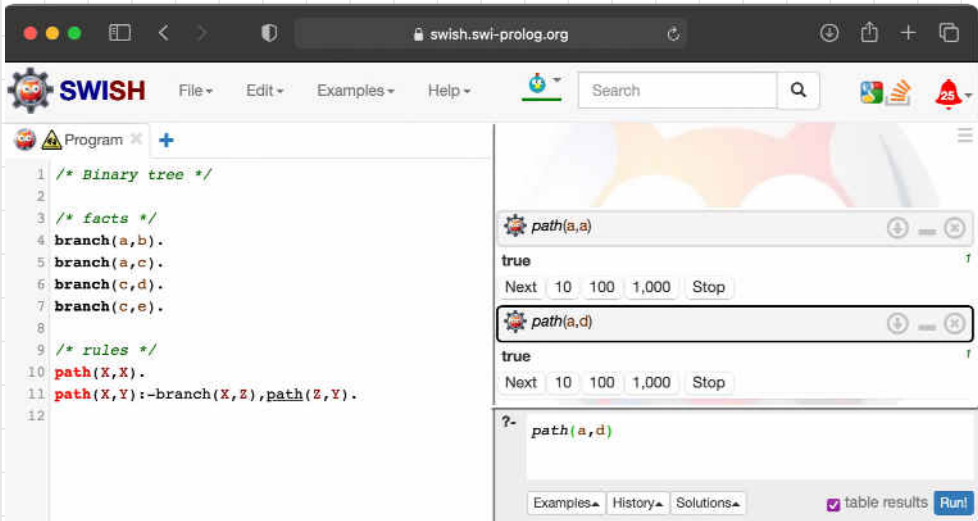 swish.swi-prolog.org
SWISH File Edit Examples Help Search 25
Program
1 /* Binary tree */
2
3 /* facts */
4 branch(a,b).
5 branch(a,c).
6 branch(c,d).
7 branch(c,e).
8
9 /* rules */
10 path(X,X).
11 path(X,Y):-branch(X,Z),path(Z,Y).
12
path(a,a)
true 1
Next 10 100 1,000 Stop
path(a,d)
true 1
Next 10 100 1,000 Stop
?- path(a,d)
Examples History Solutions table results Run!